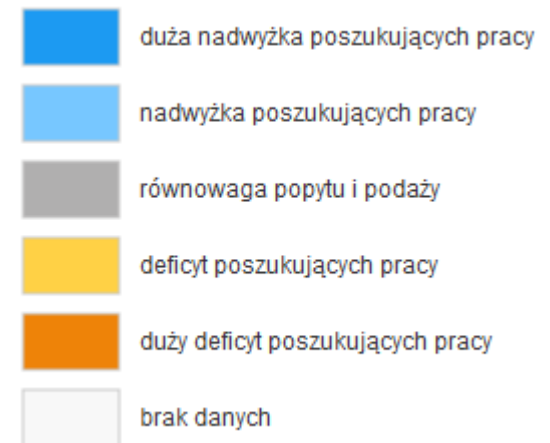 duża nadwyżka poszukujących pracy
nadwyżka poszukujących pracy
równowaga popytu i podaży
deficyt poszukujących pracy
duży deficyt poszukujących pracy
brak danych